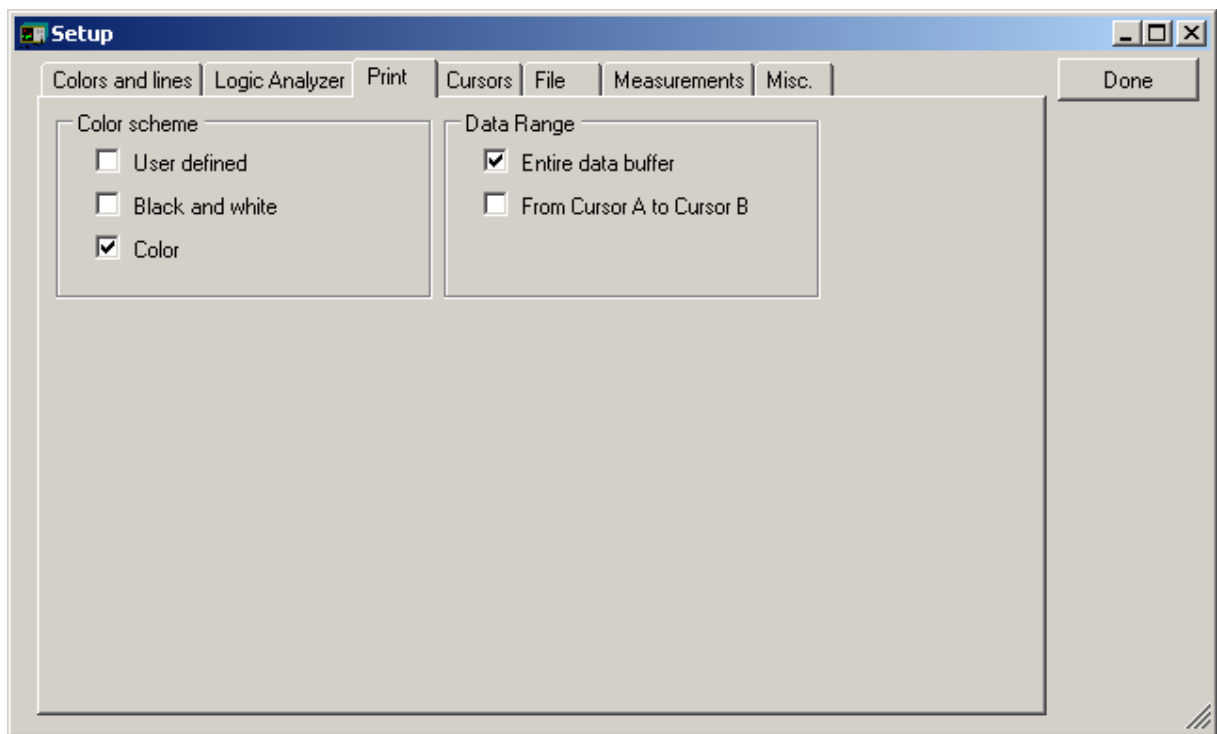 Setup
Colors and lines Logic Analyzer Print Cursors File Measurements Misc. Done
Color scheme Data Range
User defined Entire data buffer
Black and white From Cursor A to Cursor B
Color